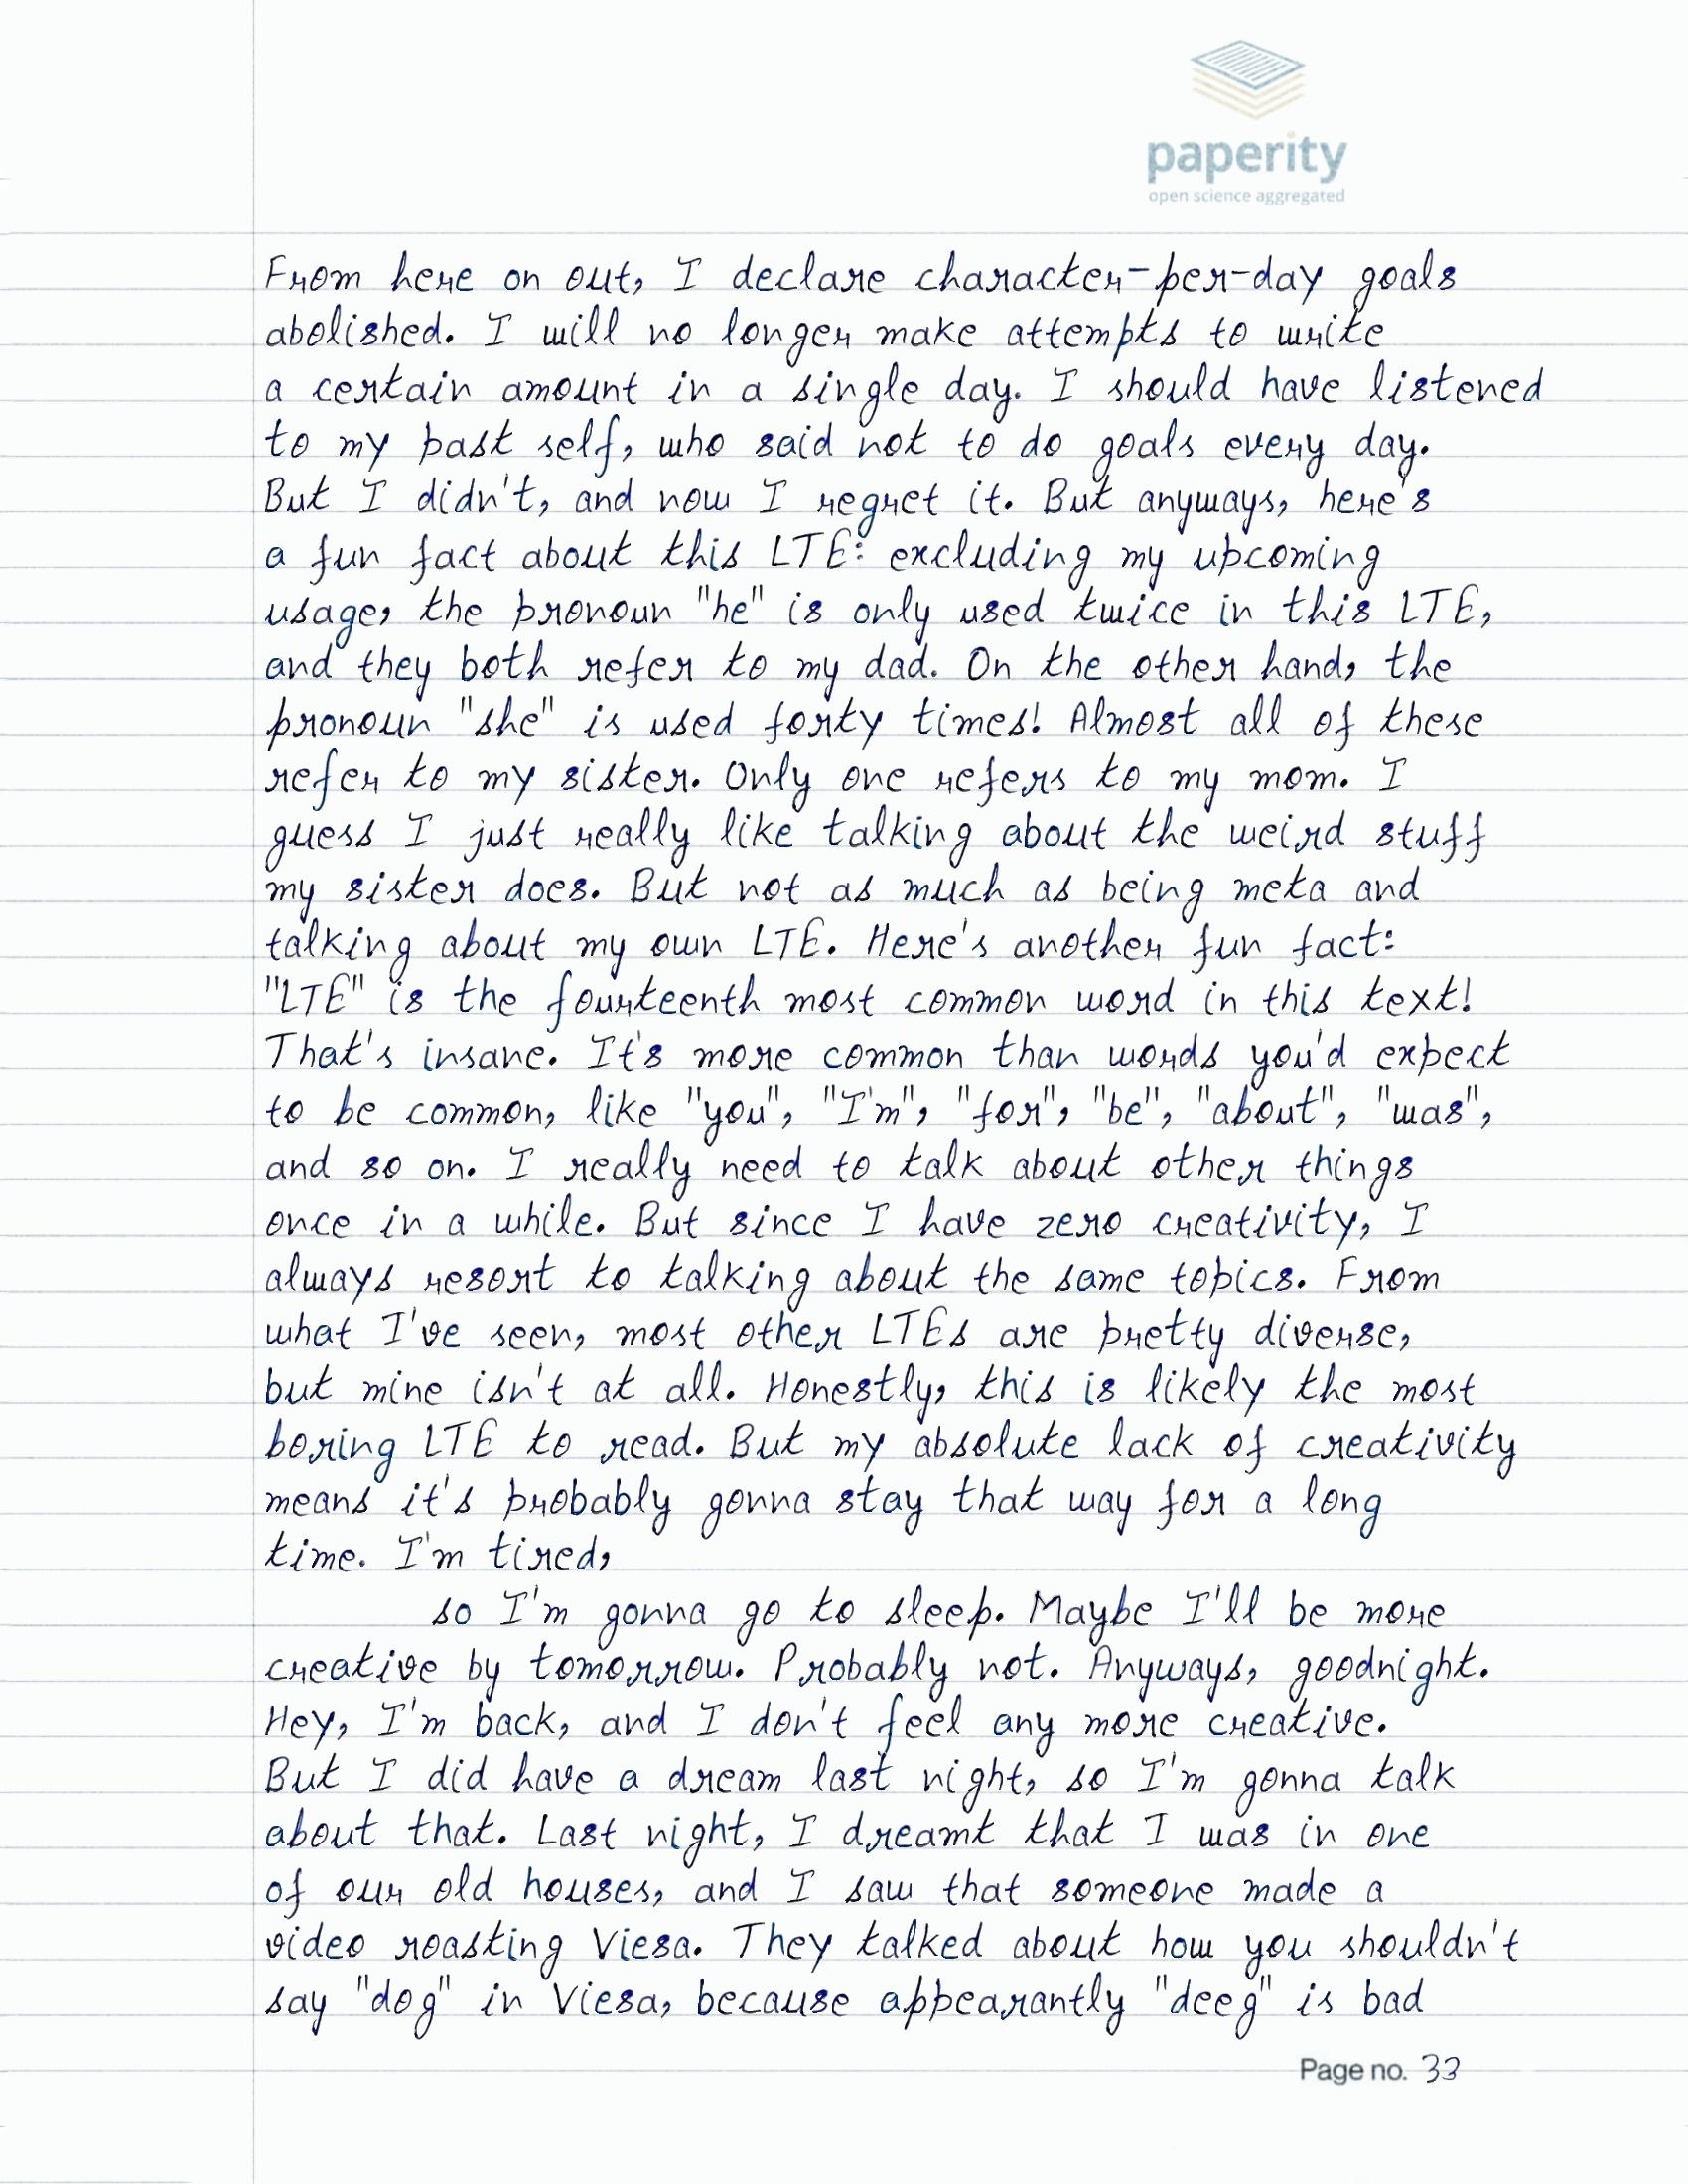 paperity
open science aggregated
From here on out, I declare character-per-day goals
abolished. I will no longer make attempts to write
a certain amount in a single day. I should have listened
to my past self, who said not to do goals every day.
But I didn't, and now I regret it. But anyways, here's
a fun fact about this LTE: excluding my upcoming
usage, the pronoun "he" is only used twice in this LTE,
and they both refer to my dad. On the other hand, the
pronoun "she" is used forty times! Almost all of these
refer to my sister. Only one refers to my mom. I
guess I just really like talking about the weird stuff
my sister does. But not as much as being meta and
talking about my own LTE. Here's another fun fact:
"LTE" is the fourteenth most common word in this text!
That's insane. It's more common than words you'd expect
to be common, like "you", "I'm", "for", "be", "about", "was",
and so on. I really need to talk about other things
once in a while. But since I have zero creativity, I
always resort to talking about the same topics. From
what I've seen, most other LTEs are pretty diverse,
but mine isn't at all. Honestly, this is likely the most
boring LTE to read. But my absolute lack of creativity
means it's probably gonna stay that way for a long
time. I'm tired,
so I'm gonna go to sleep. Maybe I'll be more
creative by tomorrow. Probably not. Anyways, goodnight.
Hey, I'm back, and I don't feel any more creative.
But I did have a dream last night, so I'm gonna talk
about that. Last night, I dreamt that I was in one
of our old houses, and I saw that someone made a
video roasting Viesa. They talked about how you shouldn't
say "dog" in Viesa, because appearantly "deeg" is bad
Page no. 33